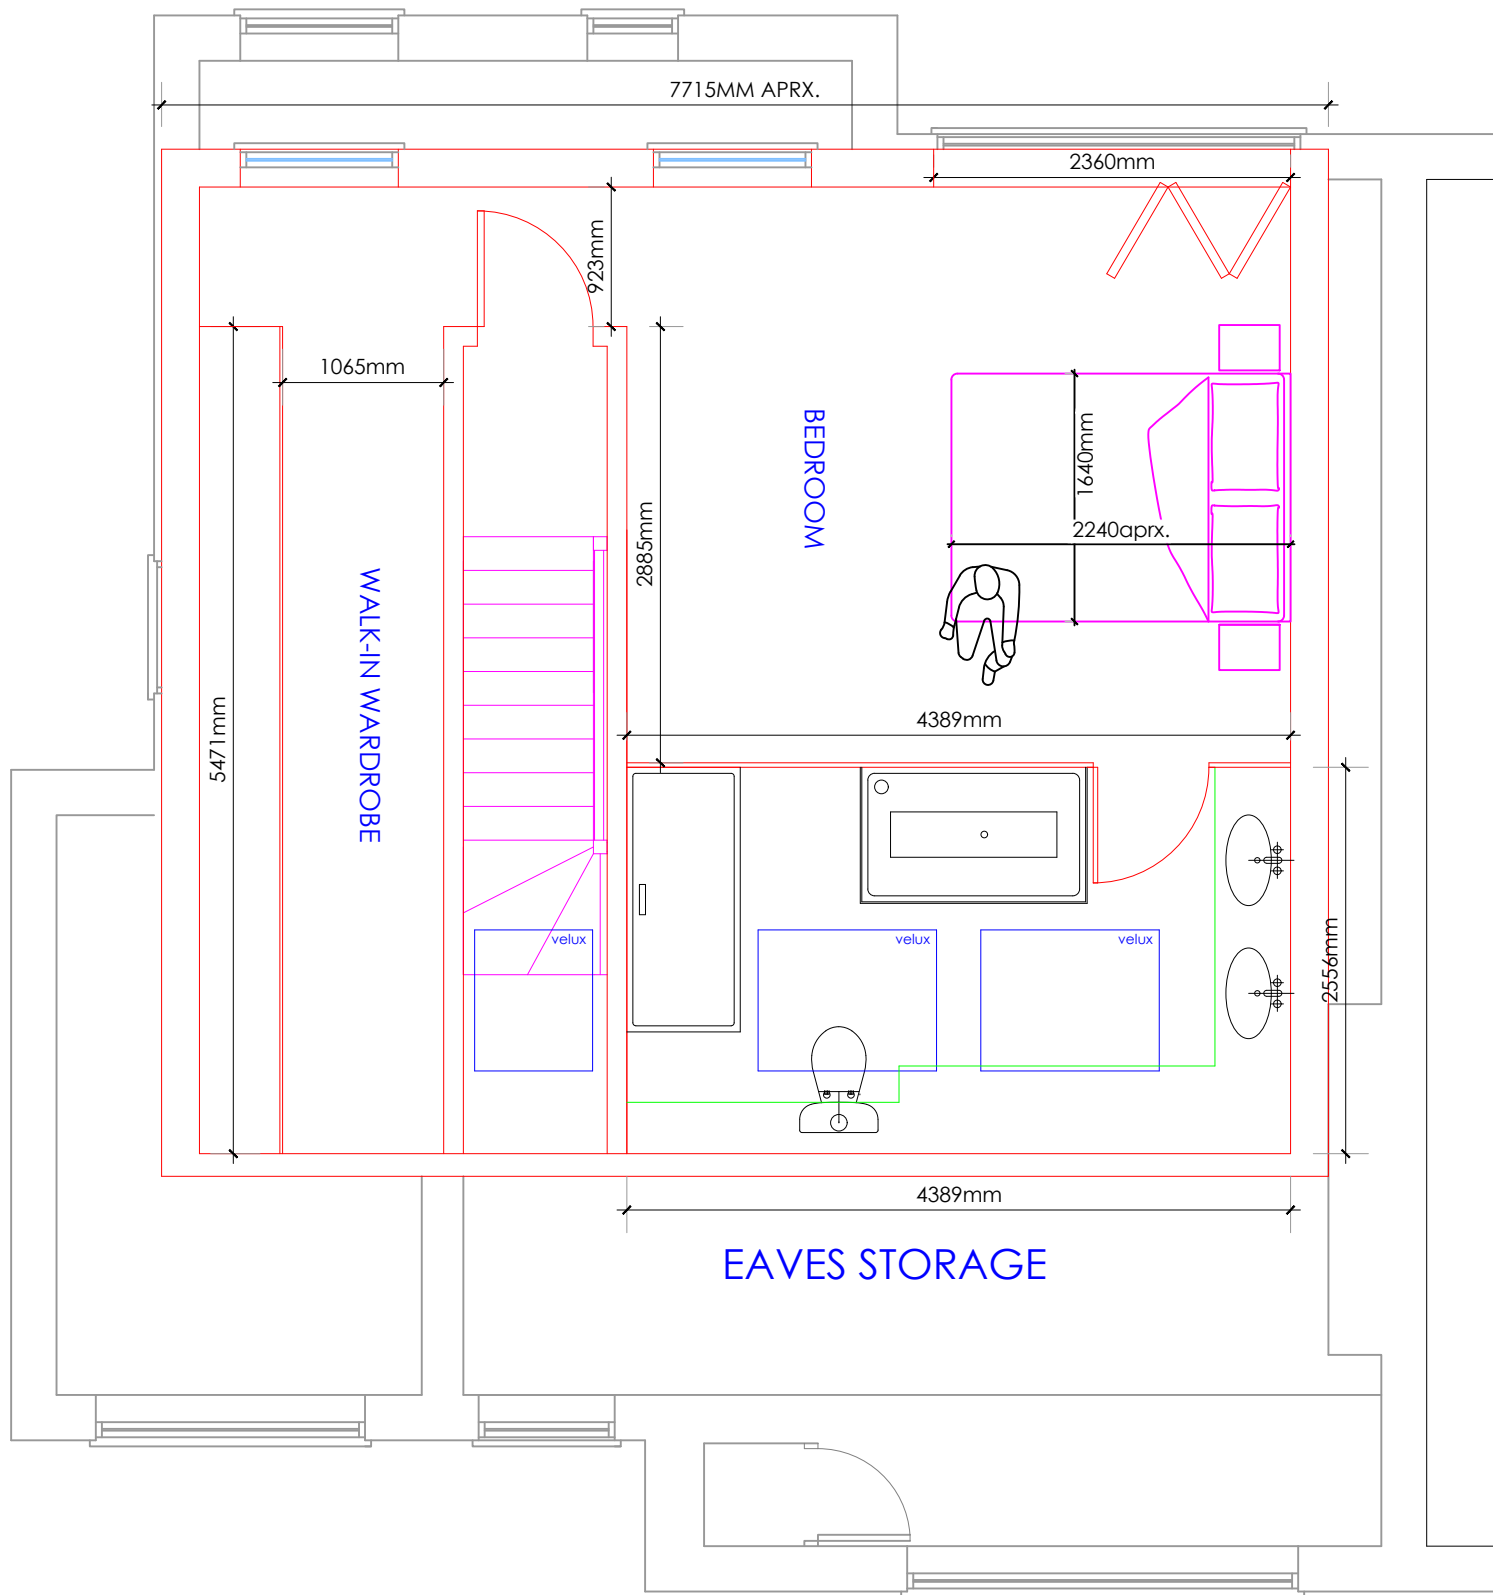 7715MM APRX.
2360mm
923mm
1065mm
BEDROOM
1640mm
2240aprx.
2885mm
WALK-IN WARDROBE
5471mm
4389mm
velux
velux
velux
2556mm
4389mm
EAVES STORAGE